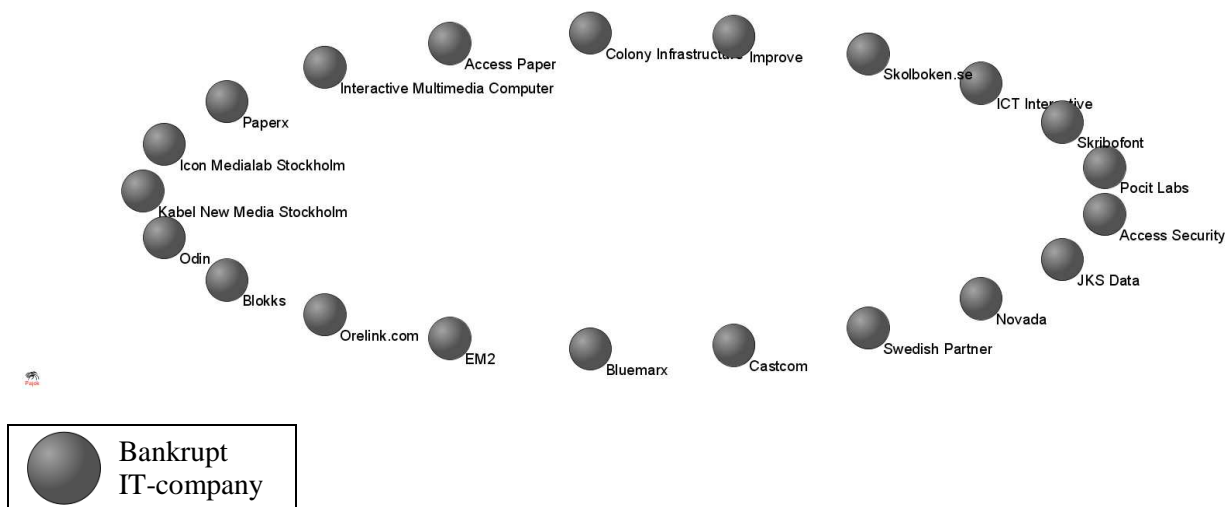 Colony Infrastructure
Improve
Access Paper
Skolboken.se
Interactive Multimedia Computer
ICT Interactive
Paperx
Skribofont
Icon Medialab Stockholm
Pocit Labs
Kabel New Media Stockholm
Access Security
Odin
JKS Data
Blokks
Novada
Orelink.com
Swedish Partner
EM2
Castcom
Bluemarx
Pajek
Bankrupt
IT-company